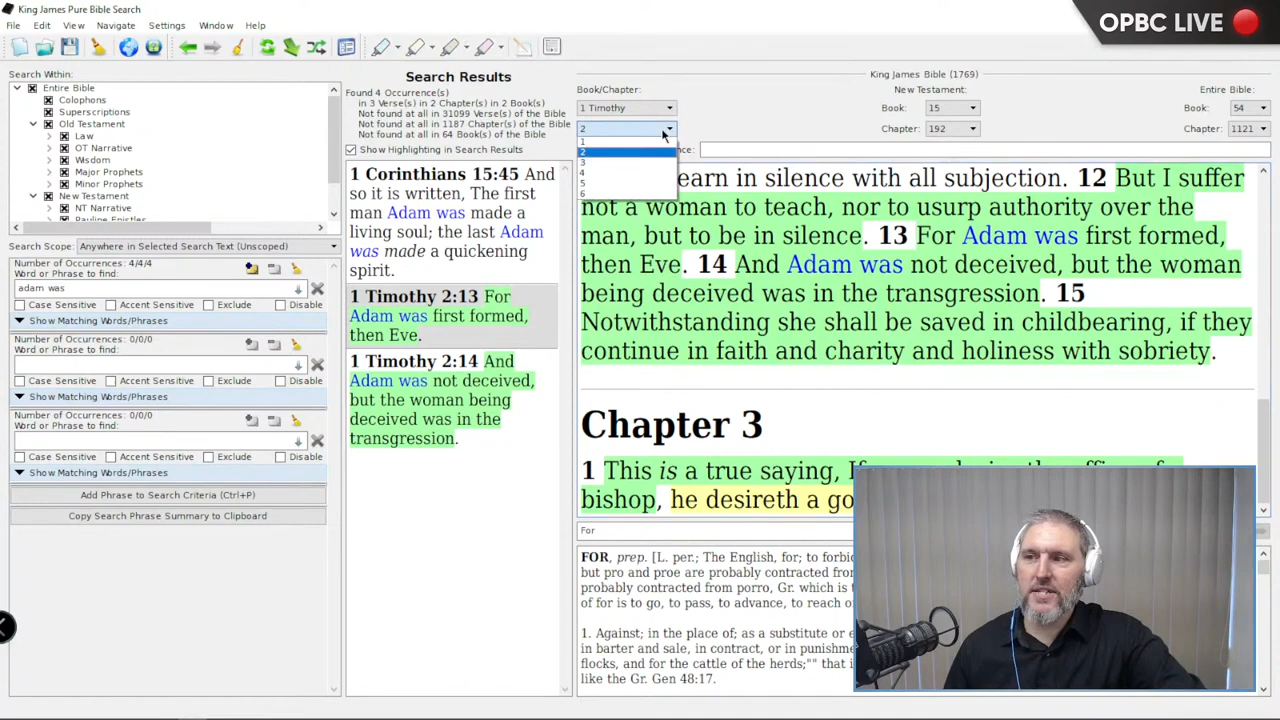 King James Pure Bible Search
File Edit View Navigate Settings Window Help
OPBC LIVE
Search Within:
Entire Bible
Colophons
Superscriptions
Old Testament
Law
OT Narrative
Wisdom
Major Prophets
Minor Prophets
New Testament
NT Narrative
Pauline Epistles
Search Scope: Anywhere in Selected Search Text (Unscoped)
Number of Occurrences: 4/4/4
Word or Phrase to find:
adam was
Case Sensitive Accent Sensitive Exclude Disable
Show Matching Words/Phrases
Number of Occurrences: 0/0/0
Word or Phrase to find:
Case Sensitive Accent Sensitive Exclude Disable
Show Matching Words/Phrases
Number of Occurrences: 0/0/0
Word or Phrase to find:
Case Sensitive Accent Sensitive Exclude Disable
Show Matching Words/Phrases
Add Phrase to Search Criteria (Ctrl+P)
Copy Search Phrase Summary to Clipboard
Search Results
Found 4 Occurrence(s)
in 3 Verse(s) in 2 Chapter(s) in 2 Book(s)
Not found at all in 31099 Verse(s) of the Bible
Not found at all in 1187 Chapter(s) of the Bible
Not found at all in 64 Book(s) of the Bible
Show Highlighting in Search Results
1 Corinthians 15:45 And
so it is written, The first
man Adam was made a
living soul; the last Adam
was made a quickening
spirit.
1 Timothy 2:13 For
Adam was first formed,
then Eve.
1 Timothy 2:14 And
Adam was not deceived,
but the woman being
deceived was in the
transgression.
King James Bible (1769)
Book/Chapter: New Testament: Entire Bible:
1 Timothy Book: 15 Book: 54
2 Chapter: 192 Chapter: 1121
1
2
3
4
5
6
nce:
earn in silence with all subjection. 12 But I suffer
not a woman to teach, nor to usurp authority over the
man, but to be in silence. 13 For Adam was first formed,
then Eve. 14 And Adam was not deceived, but the woman
being deceived was in the transgression. 15
Notwithstanding she shall be saved in childbearing, if they
continue in faith and charity and holiness with sobriety.
Chapter 3
1 This is a true saying, If
bishop, he desireth a go
For
FOR, prep. [L. per.; The English, for; to forbi
but pro and proe are probably contracted from
probably contracted from porro, Gr. which is t
of for is to go, to pass, to advance, to reach o
1. Against; in the place of; as a substitute or e
in barter and sale, in contract, or in punishme
flocks, and for the cattle of the herds;"" that i
like the Gr. Gen 48:17.